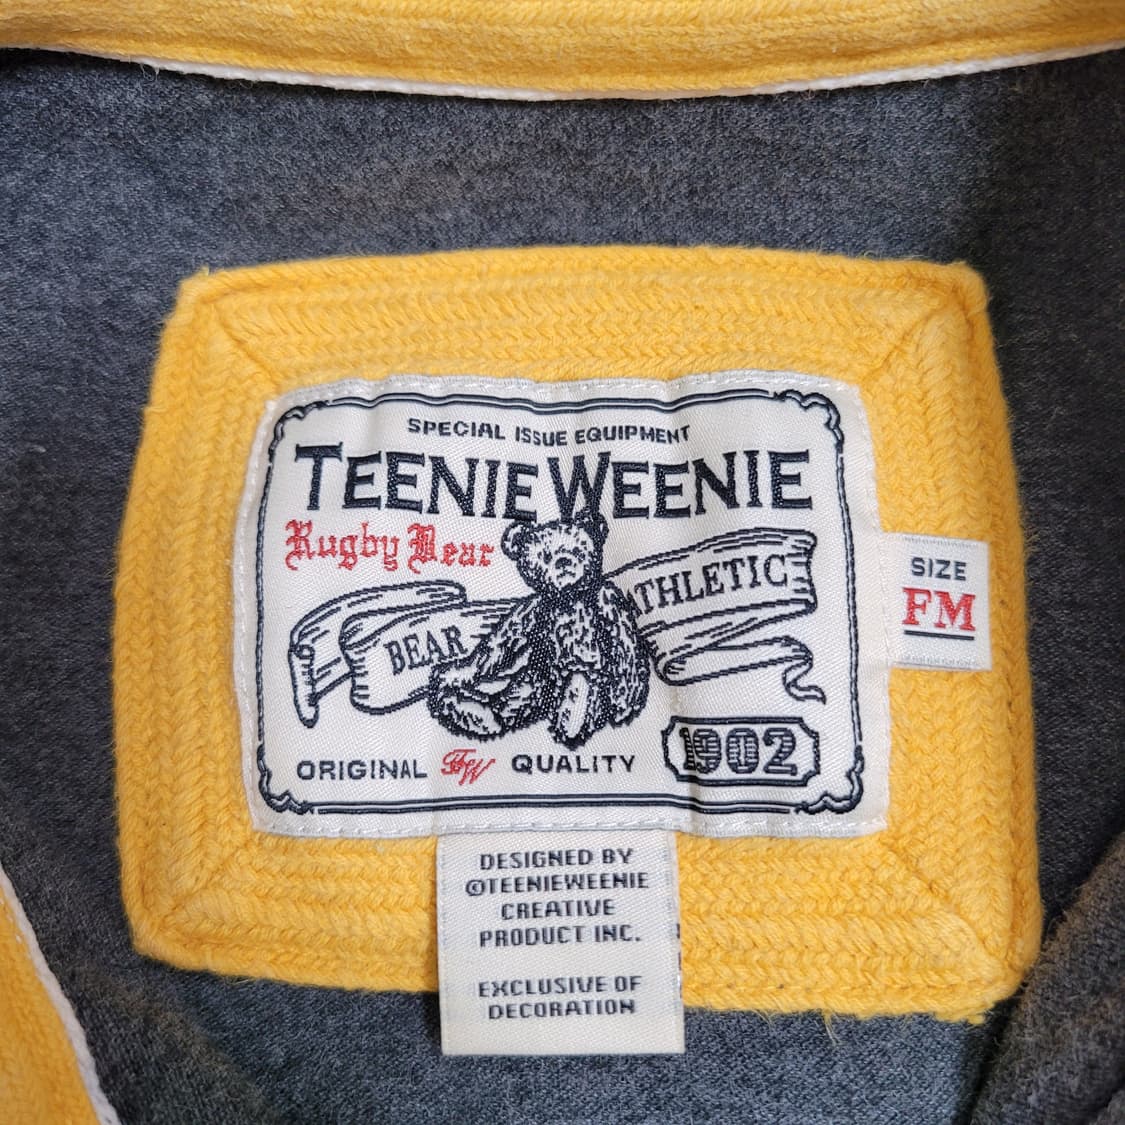 SPECIAL ISSUE EQUIPMENT
TEENIE WEENIE
Rugby Bear
BEAR
ATHLETIC
ORIGINAL TW QUALITY
1902
SIZE
FM
DESIGNED BY
©TEENIEWEENIE
CREATIVE
PRODUCT INC.
EXCLUSIVE OF
DECORATION